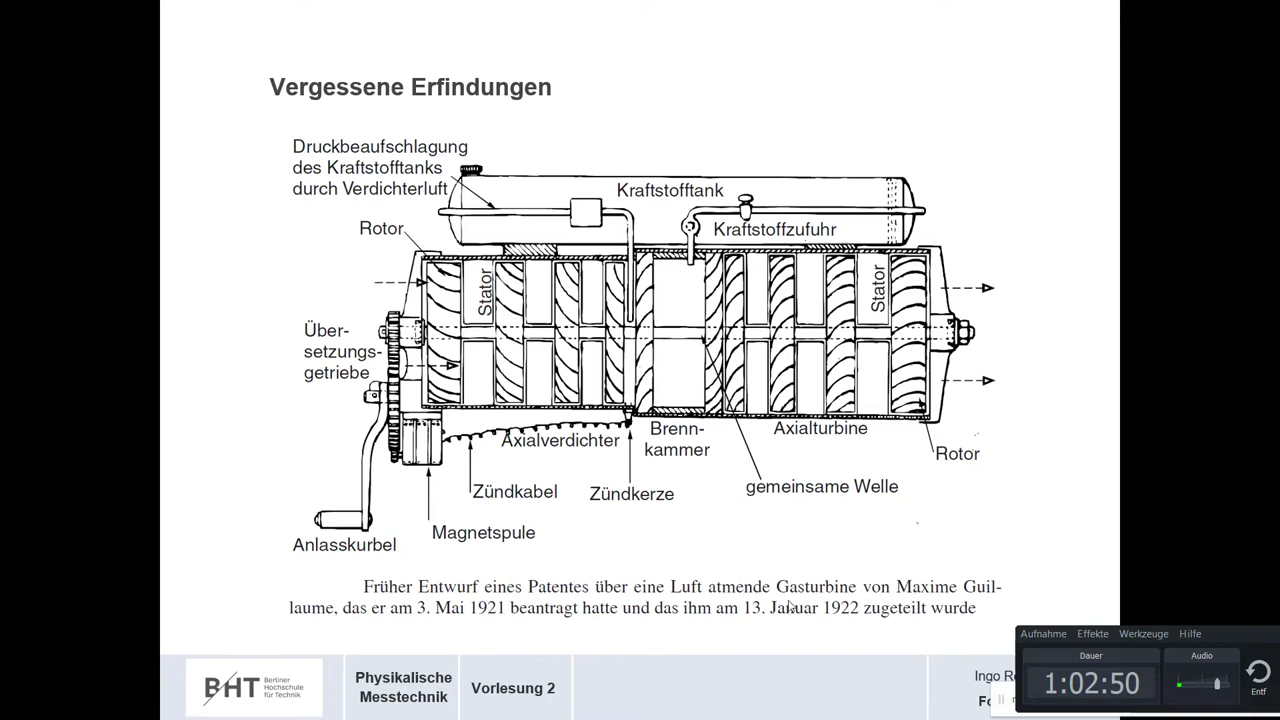 Vergessene Erfindungen
Druckbeaufschlagung
des Kraftstofftanks
durch Verdichterluft
Kraftstofftank
Rotor
Kraftstoffzufuhr
Stator
Stator
Über-
setzungs-
getriebe
Axialverdichter
Brenn-
kammer
Axialturbine
Rotor
Zündkabel
Zündkerze
gemeinsame Welle
Magnetspule
Anlasskurbel
Früher Entwurf eines Patentes über eine Luft atmende Gasturbine von Maxime Guil-
laume, das er am 3. Mai 1921 beantragt hatte und das ihm am 13. Januar 1922 zugeteilt wurde
BHT Berliner
Hochschule
für Technik
Physikalische
Messtechnik
Vorlesung 2
Ingo
Aufnahme Effekte Werkzeuge Hilfe
Dauer
Audio
1:02:50
Entf